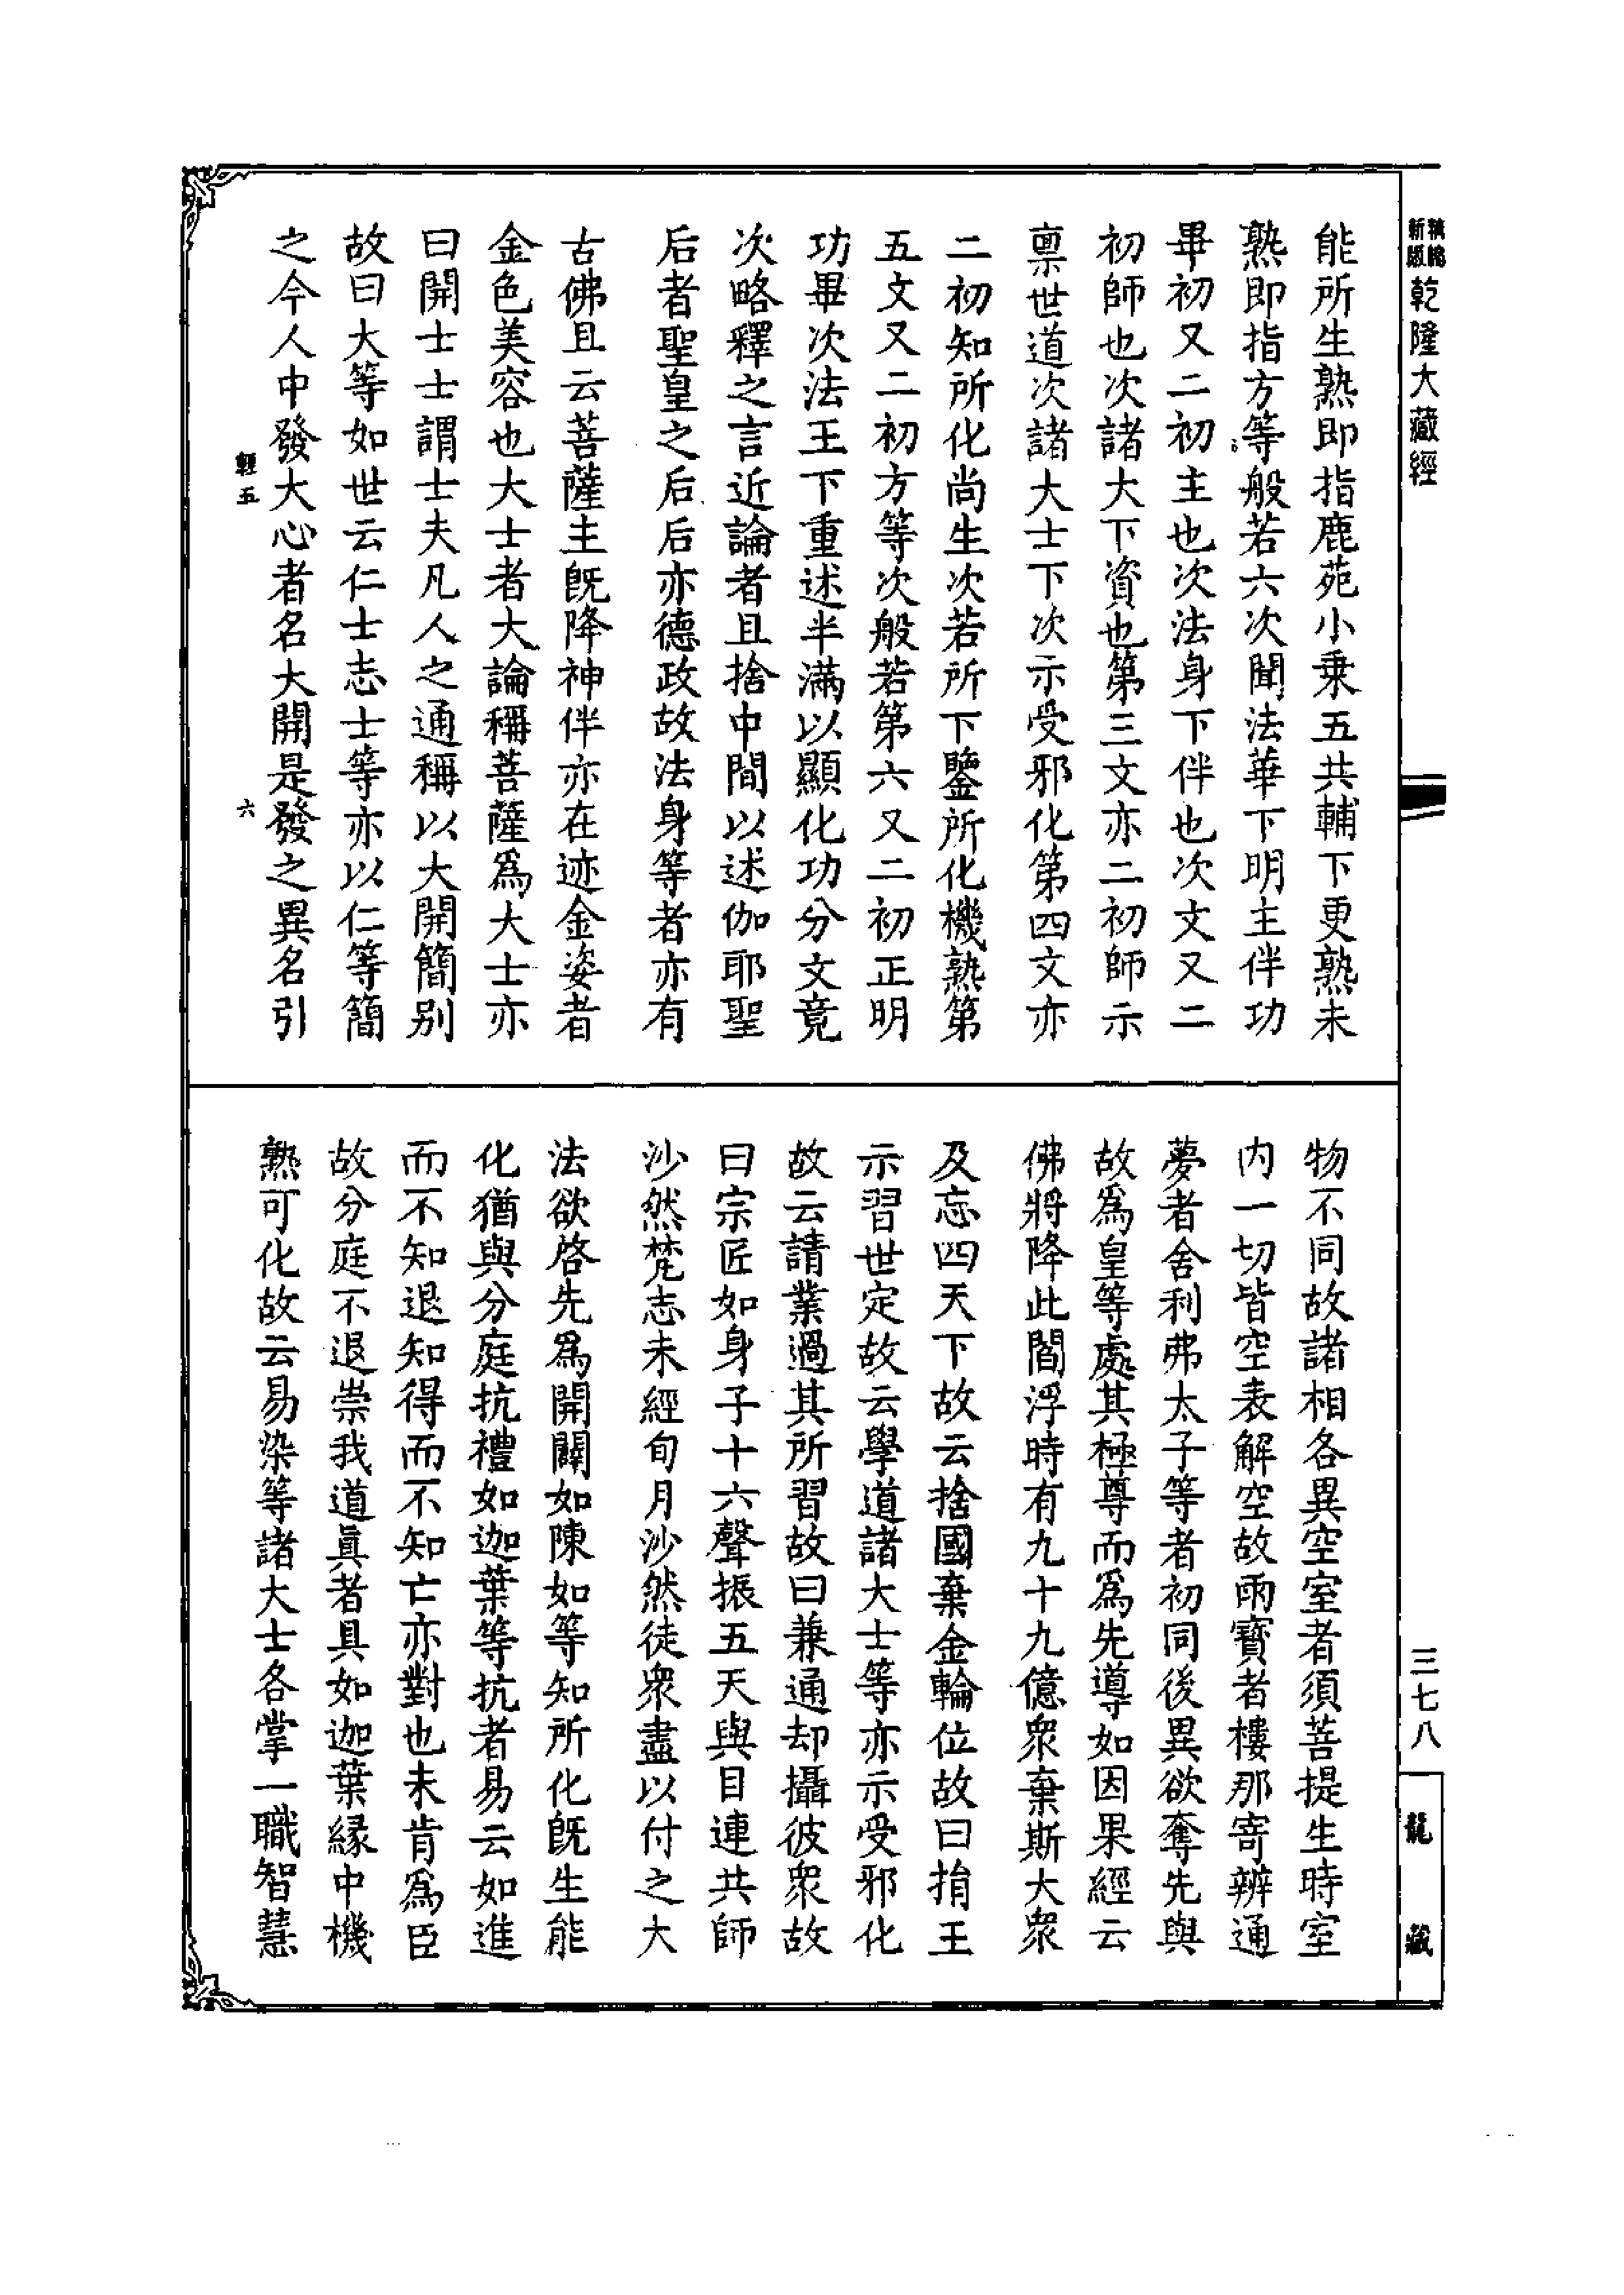 新版
乾隆大藏經
三七八
龍藏
能所生熟即指鹿苑小乗五共輔下更熟未
熟即指方等般若六次聞法華下明主伴功
畢初又二初主也次法身下伴也次文又二
初師也次諸大下資也第三文亦二初師示
禀世道次諸大士下次示受邪化第四文亦
二初知所化尚生次若所下鑒所化機熟第
五文又二初方等次般若第六又二初正明
功畢次法王下重述半滿以顯化功分文竟
次略釋之言近論者且捨中間以述伽耶聖
后者聖皇之后后亦德政故法身等者亦有
古佛且云菩薩主旣降神伴亦在迹金姿者
金色美容也大士者大論稱菩薩爲大士亦
曰開士士謂士夫凡人之通稱以大開簡别
故曰大等如世云仁士志士等亦以仁等簡
之今人中發大心者名大開是發之異名引
輕五
六
物不同故諸相各異空室者須菩提生時室
内一切皆空表解空故雨寳者樓那寄辨通
夢者舍利弗太子等者初同後異欲奪先與
故爲皇等處其極尊而爲先導如因果經云
佛將降此閻浮時有九十九億衆棄斯大衆
及忘四天下故云捨國棄金輪位故曰捐王
示習世定故云學道諸大士等亦示受邪化
故云請業過其所習故曰兼通却攝彼衆故
曰宗匠如身子十六聲振五天與目連共師
沙然梵志未經旬月沙然徒衆盡以付之大
法欲啓先爲開闡如陳如等知所化旣生能
化猶與分庭抗禮如迦葉等抗者易云如進
而不知退知得而不知亡亦對也未肯爲臣
故分庭不退崇我道眞者具如迦葉縁中機
熟可化故云易染等諸大士各掌一職智慧